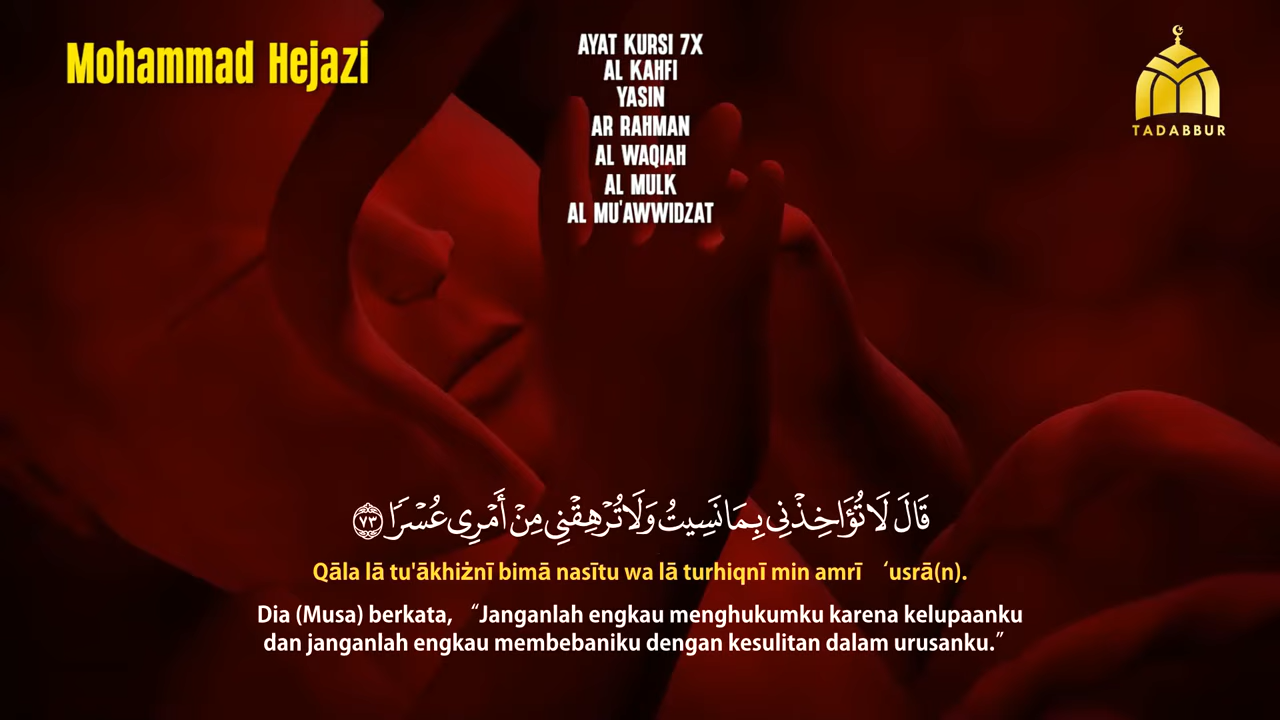 Mohammad Hejazi
AYAT KURSI 7X
AL KAHFI
YASIN
AR RAHMAN
AL WAQIAH
AL MULK
AL MU'AWWIDZAT
TADABBUR
قَالَ لَا تُؤَاخِذْنِى بِمَا نَسِيتُ وَلَا تُرْهِقْنِى مِنْ أَمْرِى عُسْرًا ٧٣
Qāla lā tu'ākhiżnī bimā nasītu wa lā turhiqnī min amrī ‘usrā(n).
Dia (Musa) berkata, “Janganlah engkau menghukumku karena kelupaanku
dan janganlah engkau membebaniku dengan kesulitan dalam urusanku.”